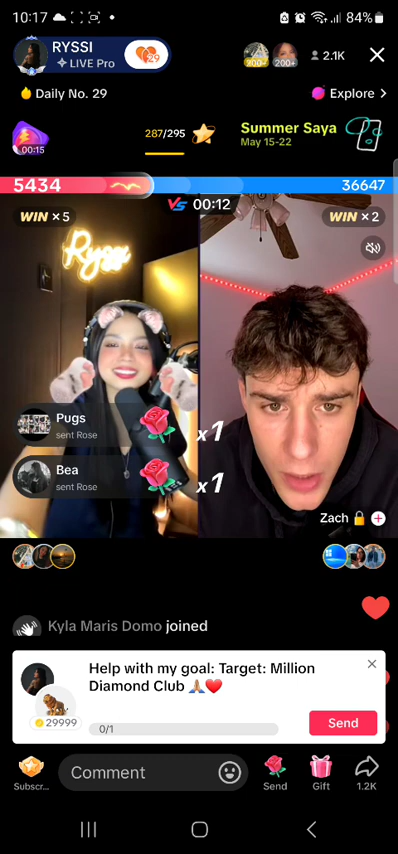 10:17
84%
RYSSI
LIVE Pro
29
200+
200+
2.1K
Daily No. 29
Explore >
00:15
287/295
Summer Saya
May 15-22
5434
VS 00:12
36647
WIN ×5
WIN ×2
Ryssi
Pugs
sent Rose
x1
Bea
sent Rose
x1
Zach
Kyla Maris Domo joined
Help with my goal: Target: Million
Diamond Club 🙏❤️
29999
0/1
Send
Comment
Subscr...
Send
Gift
1.2K